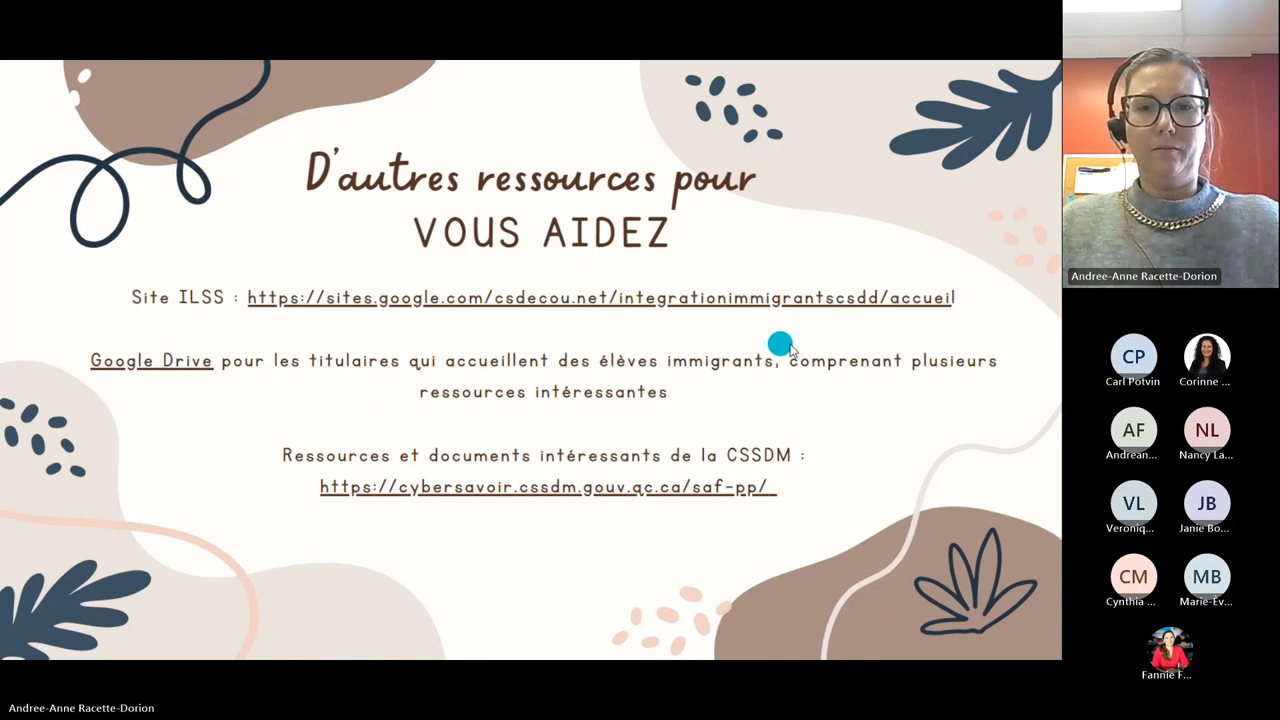 D'autres ressources pour
VOUS AIDEZ
Site ILSS : https://sites.google.com/csdecou.net/integrationimmigrantscsdd/accueil
Google Drive pour les titulaires qui accueillent des élèves immigrants, comprenant plusieurs
ressources intéressantes
Ressources et documents intéressants de la CSSDM :
https://cybersavoir.cssdm.gouv.qc.ca/saf-pp/
Andree-Anne Racette-Dorion
CP
Carl Potvin
Corinne ...
AF
Andrean...
NL
Nancy La...
VL
Veroniq...
JB
Janie Bo...
CM
Cynthia ...
MB
Marie-Èv...
Fannie F...
Andree-Anne Racette-Dorion